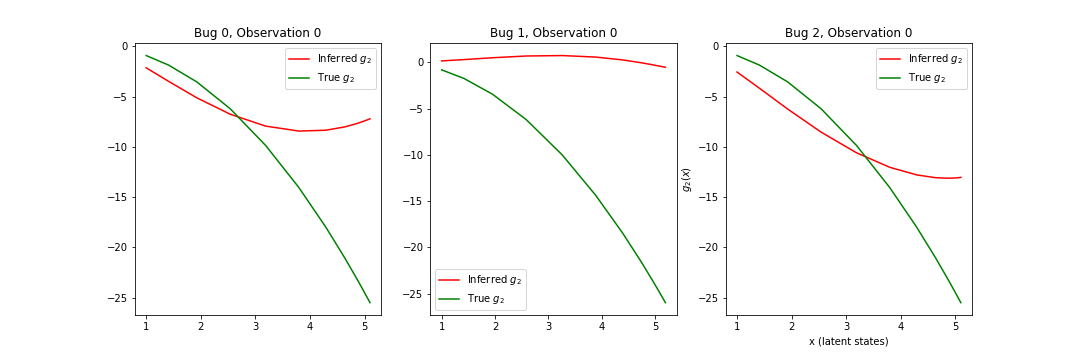 Bug 0, Observation 0
Inferred g₂
True g₂
0
−5
−10
−15
−20
−25
1 2 3 4 5
Bug 1, Observation 0
0
−5
−10
−15
−20
−25
Inferred g₂
True g₂
1 2 3 4 5
Bug 2, Observation 0
Inferred g₂
True g₂
g₂(x)
0
−5
−10
−15
−20
−25
1 2 3 4 5
x (latent states)